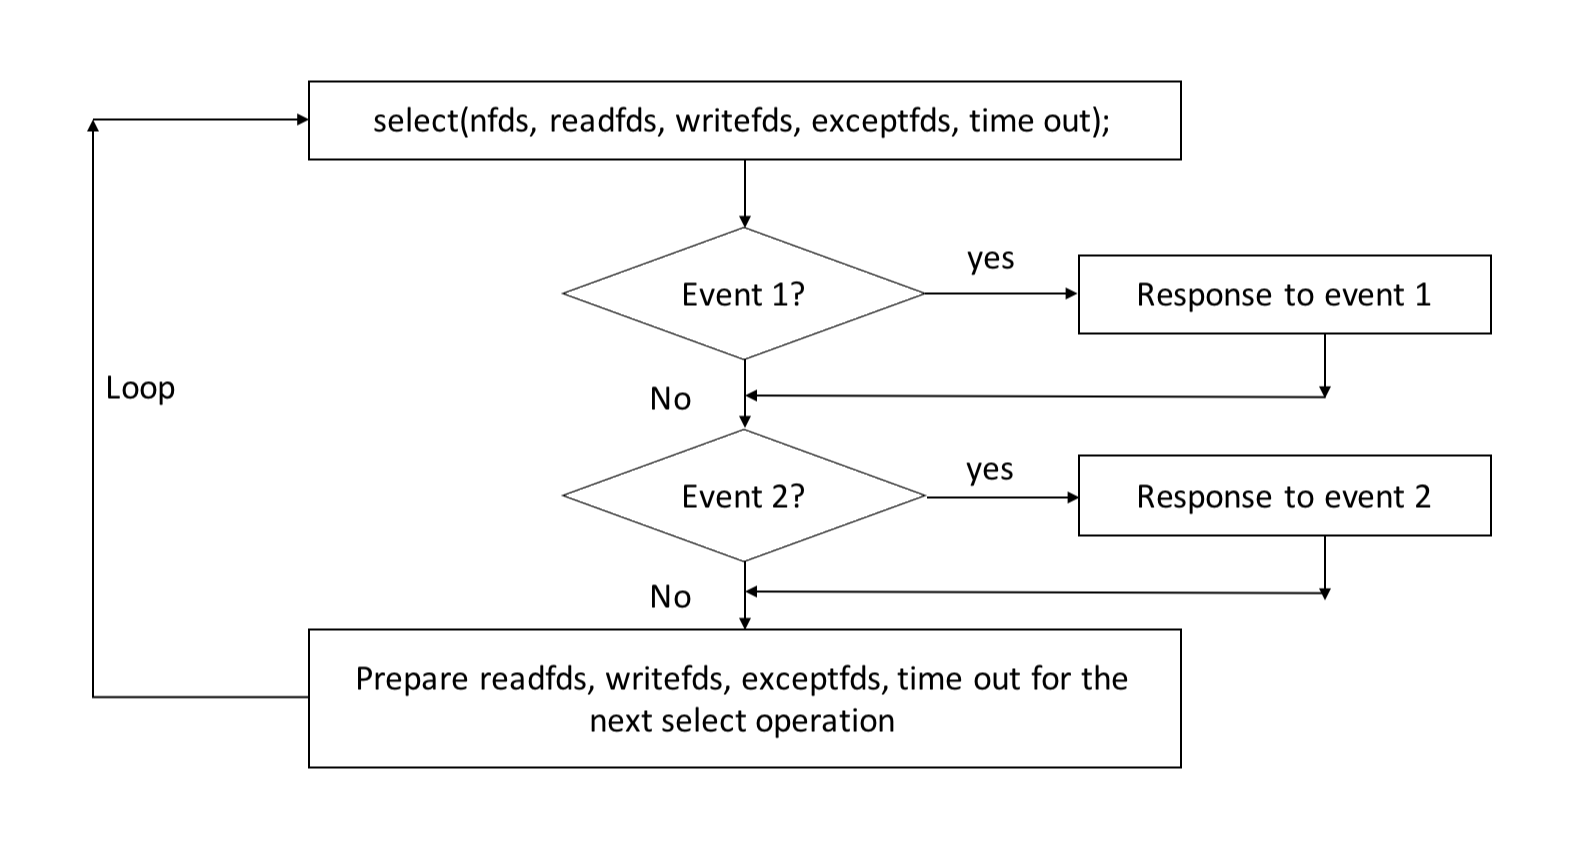 select(nfds, readfds, writefds, exceptfds, time out);
yes
Event 1?
Response to event 1
Loop
No
yes
Event 2?
Response to event 2
No
Prepare readfds, writefds, exceptfds, time out for the
next select operation